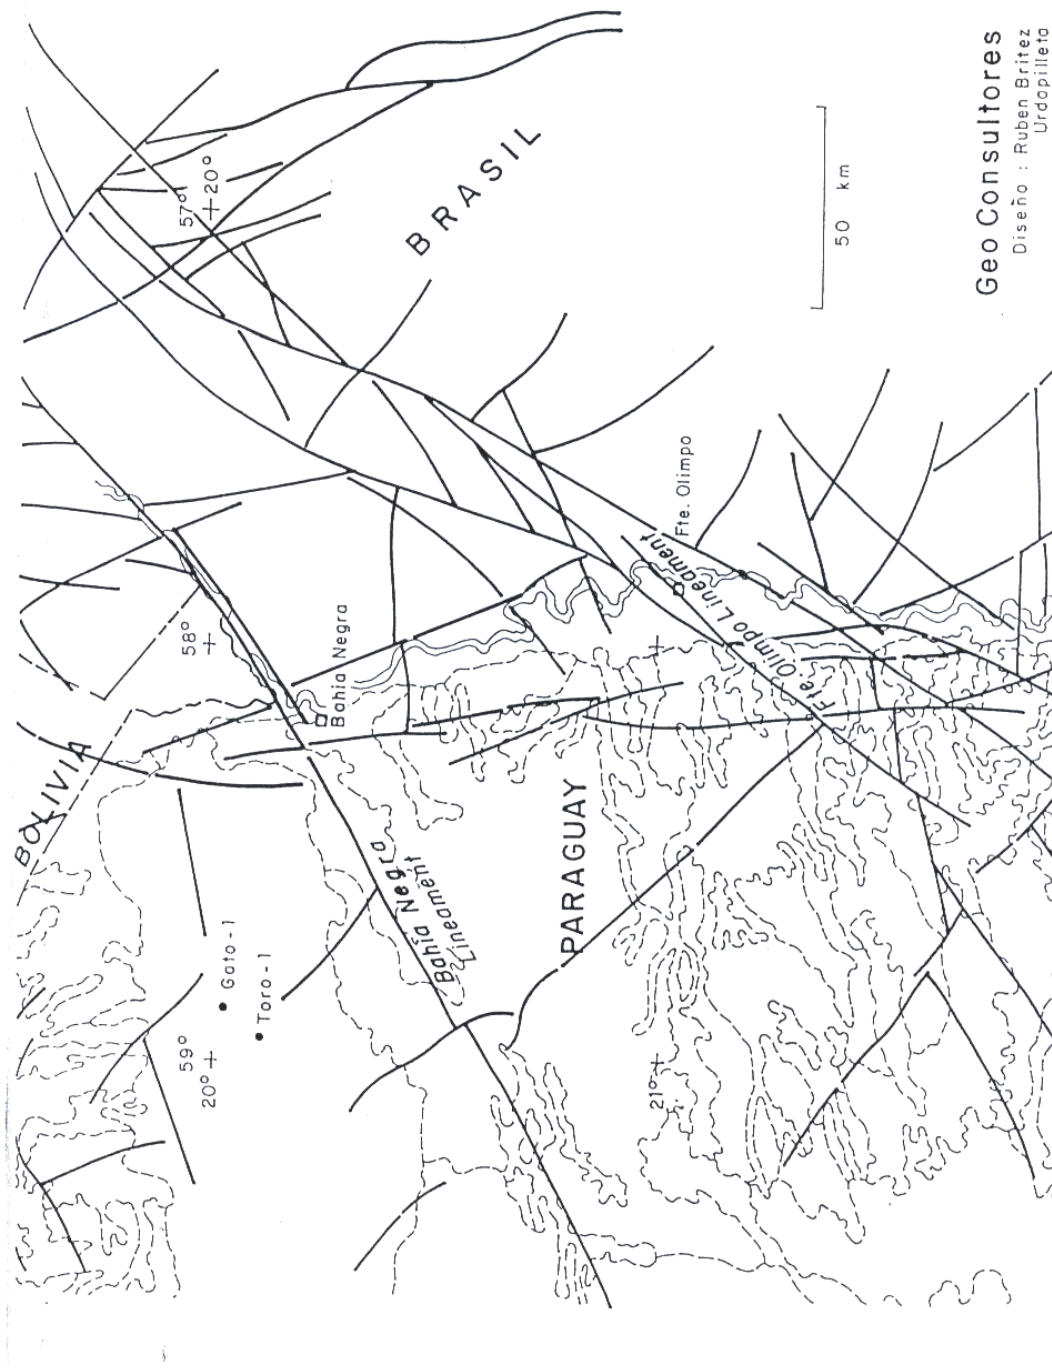 BOLIVIA
BRASIL
PARAGUAY
57°
20°
58°
59°
20°
21°
Gato-1
Toro-1
Bahía Negra
Lineament
Bahia Negra
Fte. Olimpo
Fte. Olimpo Lineament
50 km
Geo Consultores
Diseño : Ruben Britez
Urdapilleta